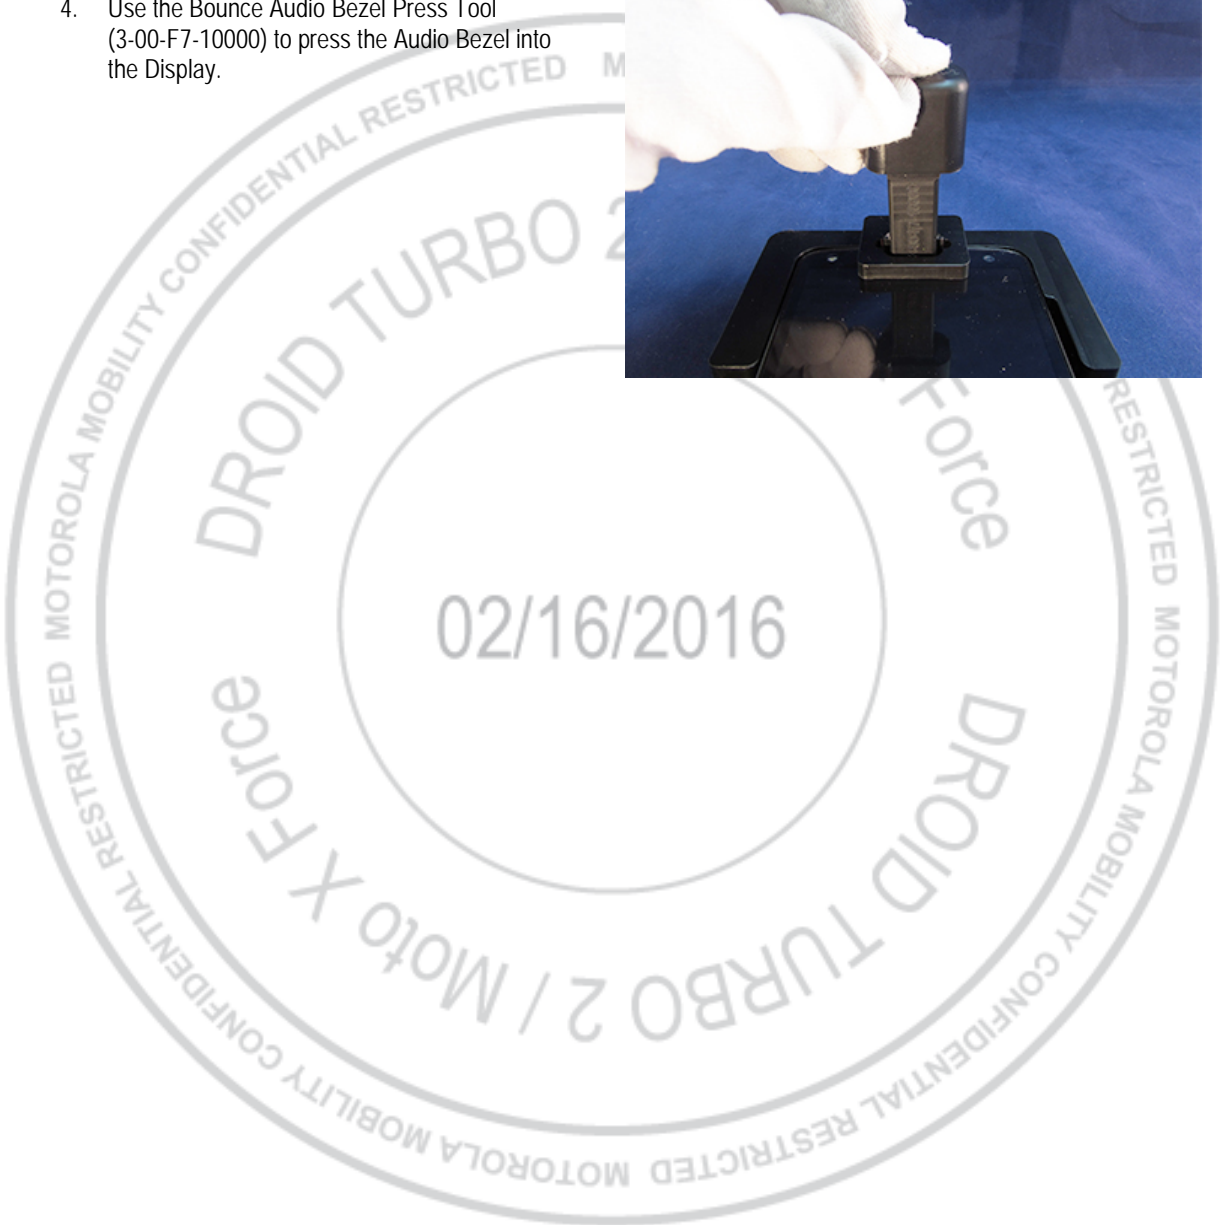 4. Use the Bounce Audio Bezel Press Tool
(3-00-F7-10000) to press the Audio Bezel into
the Display.
RESTRICTED MOTOROLA MOBILITY CONFIDENTIAL RESTRICTED M
RESTRICTED MOTOROLA MOBILITY CONFIDENTIAL RESTRICTED MOTOROLA MOBILITY CONFIDENTIAL
DROID TURBO 2
Force
02/16/2016
DROID TURBO 2 / Moto X Force